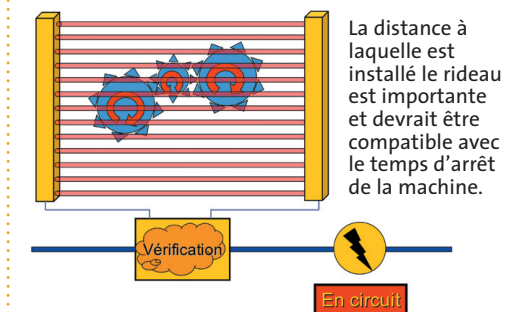 La distance à
laquelle est
installé le rideau
est importante
et devrait être
compatible avec
le temps d’arrêt
de la machine.
Vérification
En circuit